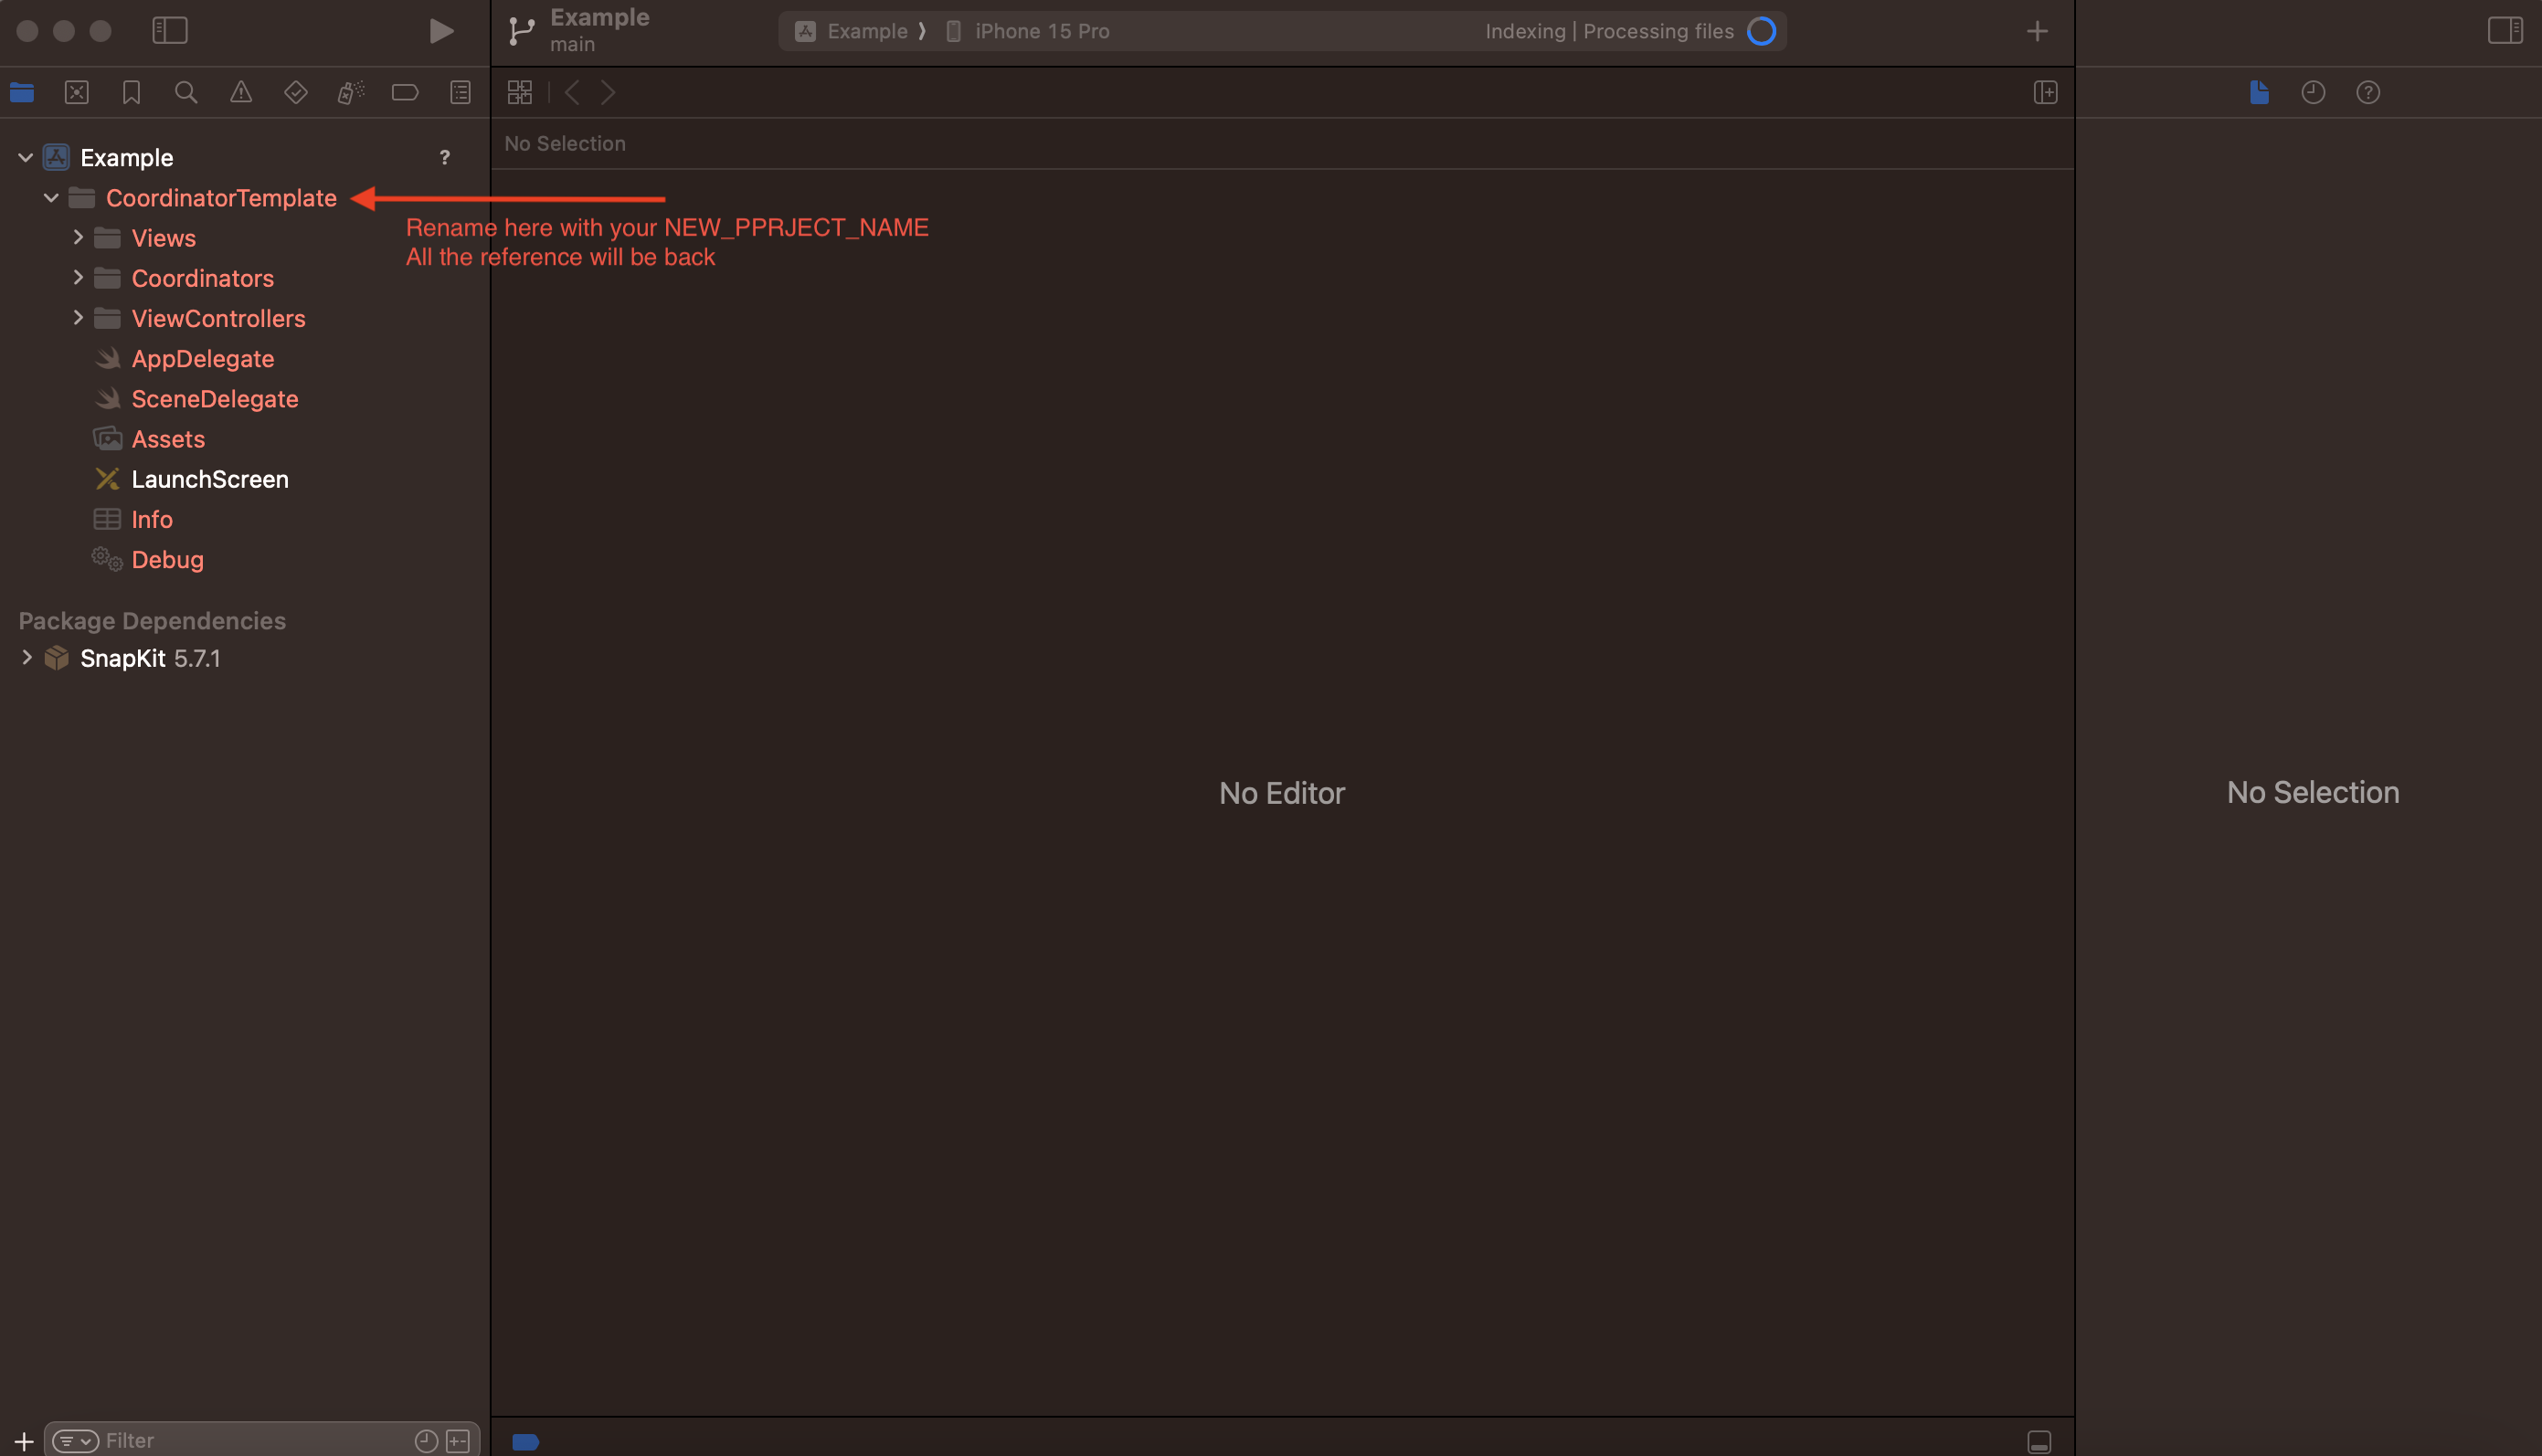 Example
main
Example ⟩ iPhone 15 Pro
Indexing | Processing files
No Selection
Example ?
CoordinatorTemplate
Rename here with your NEW_PPRJECT_NAME
All the reference will be back
Views
Coordinators
ViewControllers
AppDelegate
SceneDelegate
Assets
LaunchScreen
Info
Debug
Package Dependencies
SnapKit 5.7.1
No Editor
No Selection
Filter